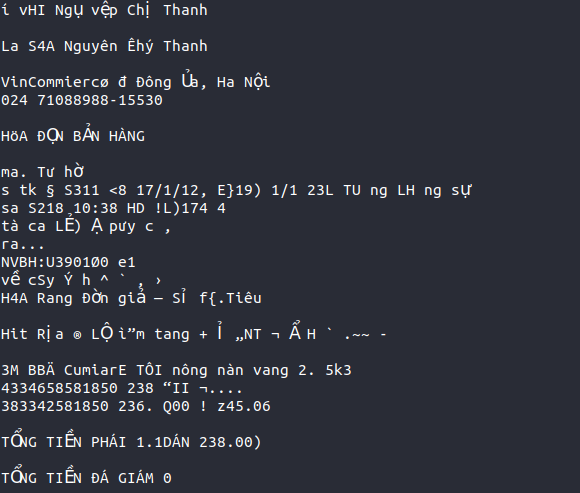 í vHI Ngụ vệp Chị Thanh
La S4A Nguyên Êhý Thanh
VinCommiercø đ Đông Ủa, Ha Nội
024 71088988-15530
HöA ĐỌN BẢN HÀNG
ma. Tư hờ
s tk § S311 <8 17/1/12, E}19) 1/1 23L TU ng LH ng sự
sa S218 10:38 HD !L)174 4
tà ca LẺ) Ạ pưy c ,
ra...
NVBH:U3901Ø0 e1
về cSy Ý h ^ ` , ›
H4A Rang Đờn giả – Sỉ f{.Tiêu
Hit Rịa ® LỘ ì”m tang + Ỉ „NT ¬ Ẩ H ` .~~ -
3M BBÄ CumiarE TÔI nông nàn vang 2. 5k3
4334658581850 238 “II ¬....
383342581850 236. Q00 ! z45.06
TỔNG TIỀN PHÁI 1.1DÁN 238.00)
TỔNG TIỀN ĐÁ GIÁM 0